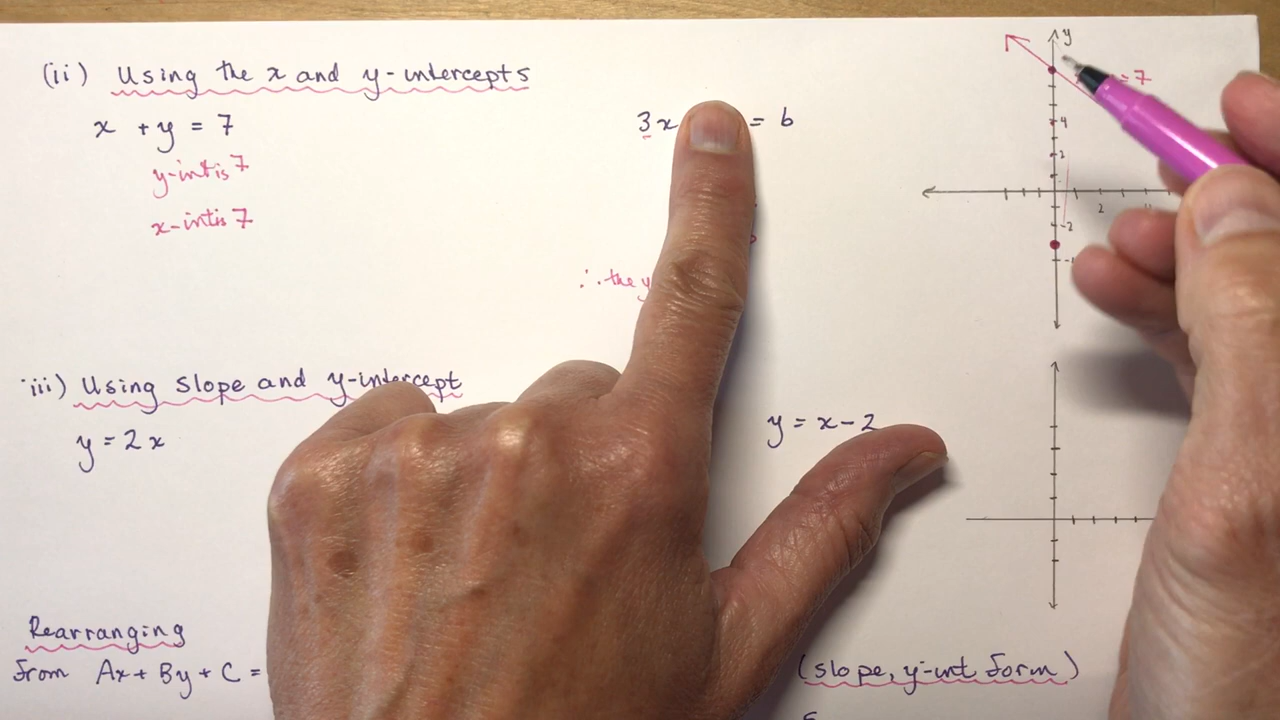 (ii) Using the x and y-intercepts
x + y = 7
y-int is 7
x-int is 7
3x = 6
∴ the y
iii) Using slope and y-intercept
y = 2x
y = x - 2
Rearranging
From Ax + By + C =
(slope, y-int form)
y
= 7
4
2
2
-2